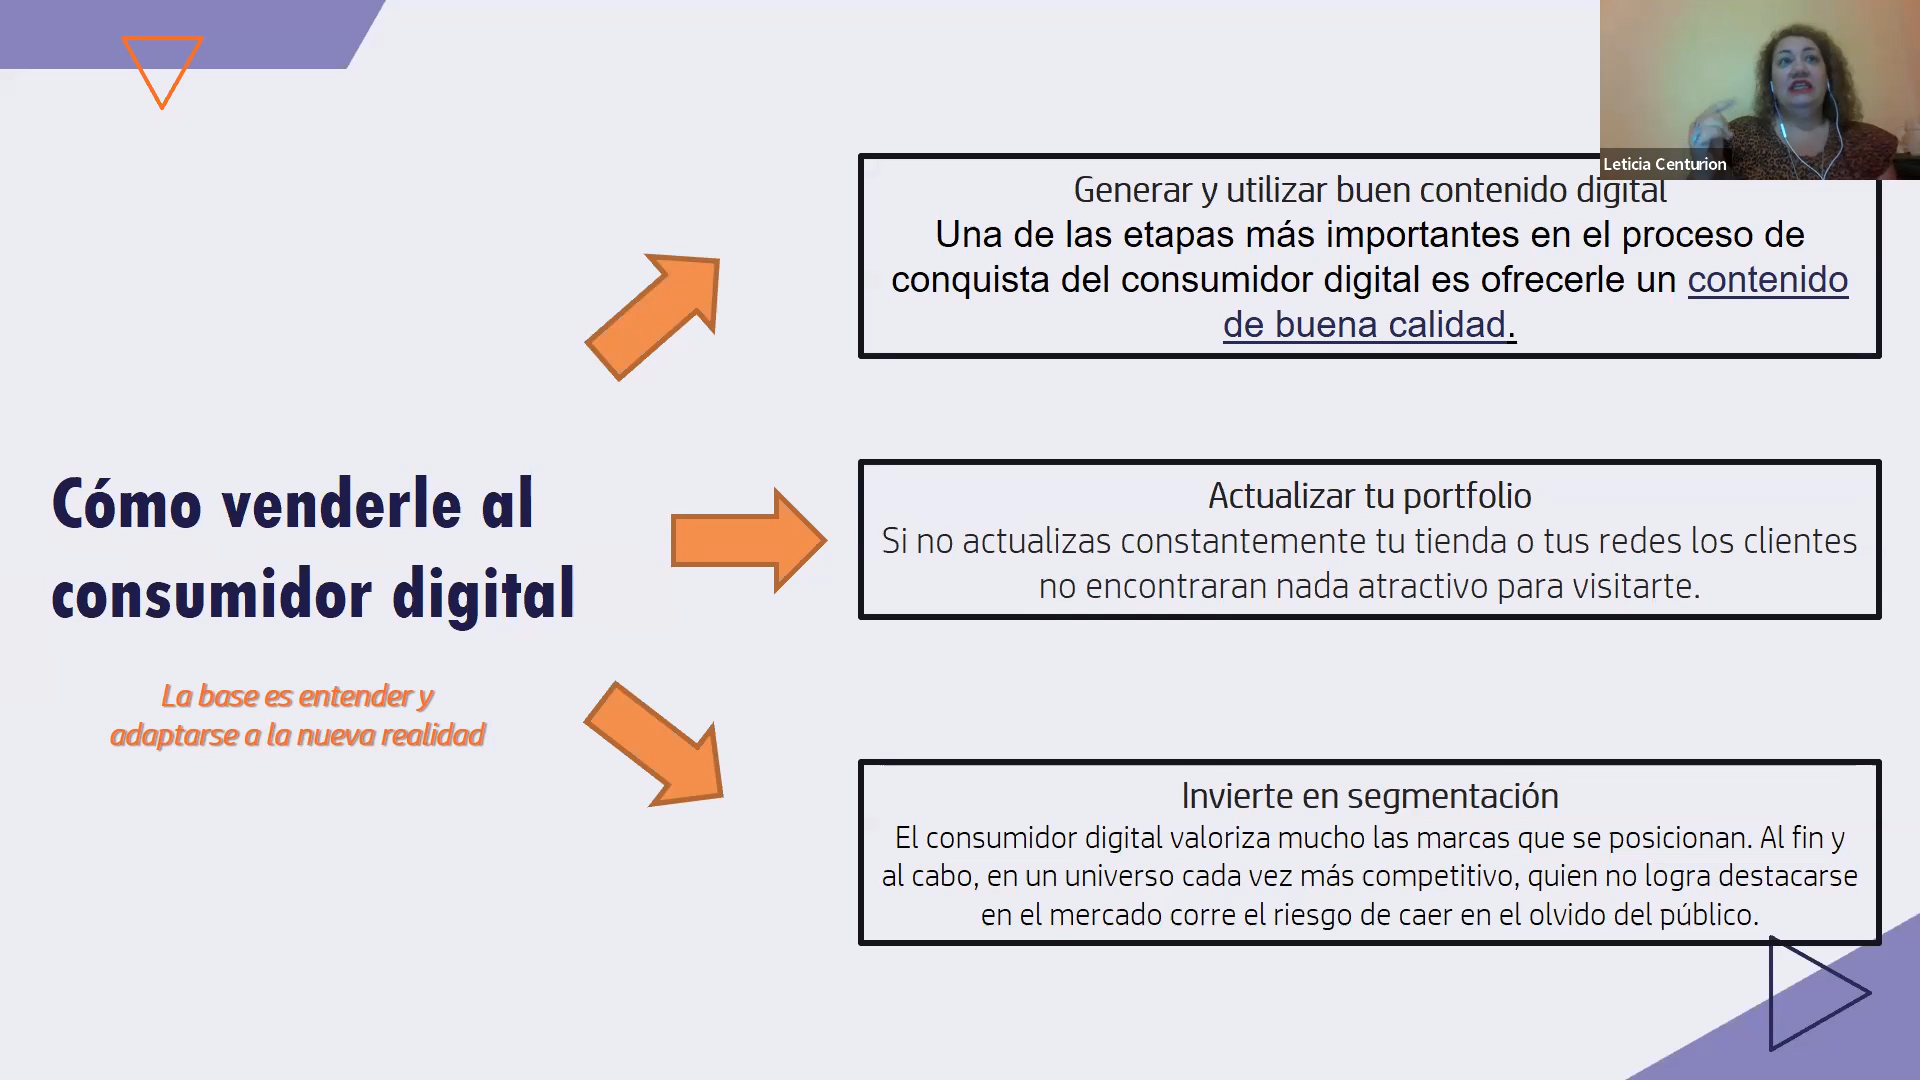 Leticia Centurion
Generar y utilizar buen contenido digital
Una de las etapas más importantes en el proceso de
conquista del consumidor digital es ofrecerle un contenido
de buena calidad.
Cómo venderle al
consumidor digital
La base es entender y
adaptarse a la nueva realidad
Actualizar tu portfolio
Si no actualizas constantemente tu tienda o tus redes los clientes
no encontraran nada atractivo para visitarte.
Invierte en segmentación
El consumidor digital valoriza mucho las marcas que se posicionan. Al fin y
al cabo, en un universo cada vez más competitivo, quien no logra destacarse
en el mercado corre el riesgo de caer en el olvido del público.